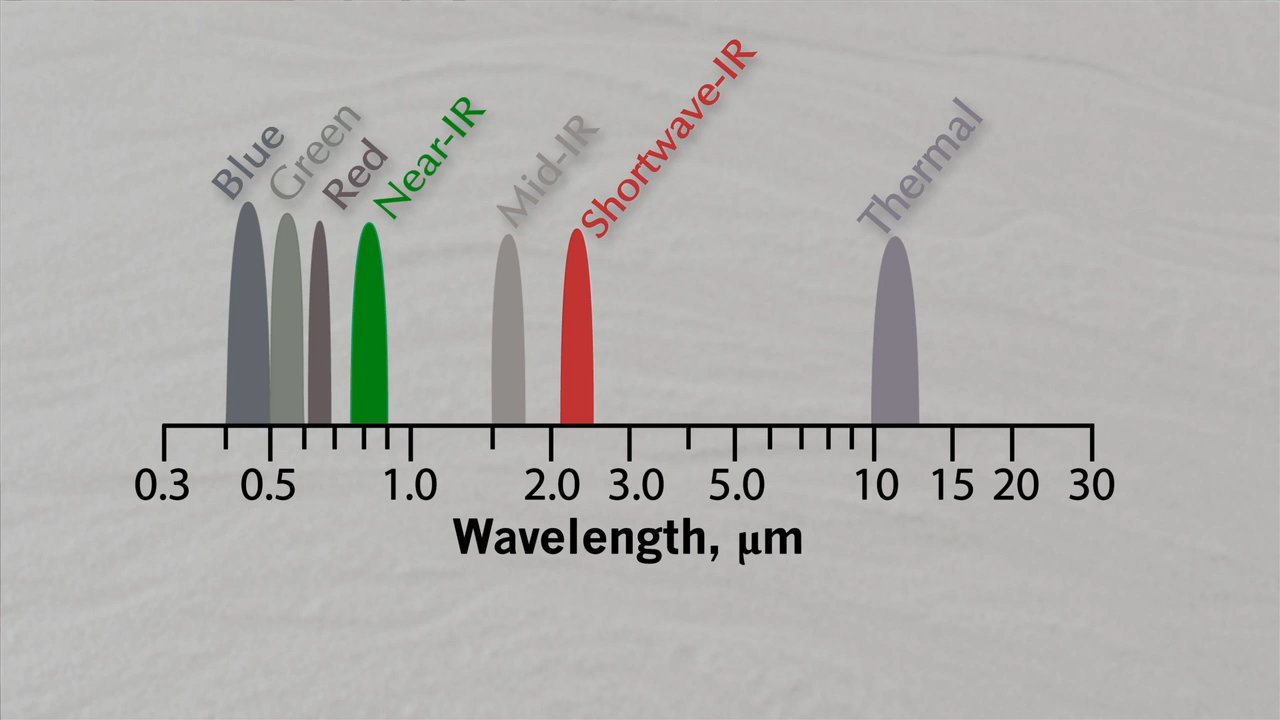 Blue
Green
Red
Near-IR
Mid-IR
Shortwave-IR
Thermal
0.3 0.5 1.0 2.0 3.0 5.0 10 15 20 30
Wavelength, μm